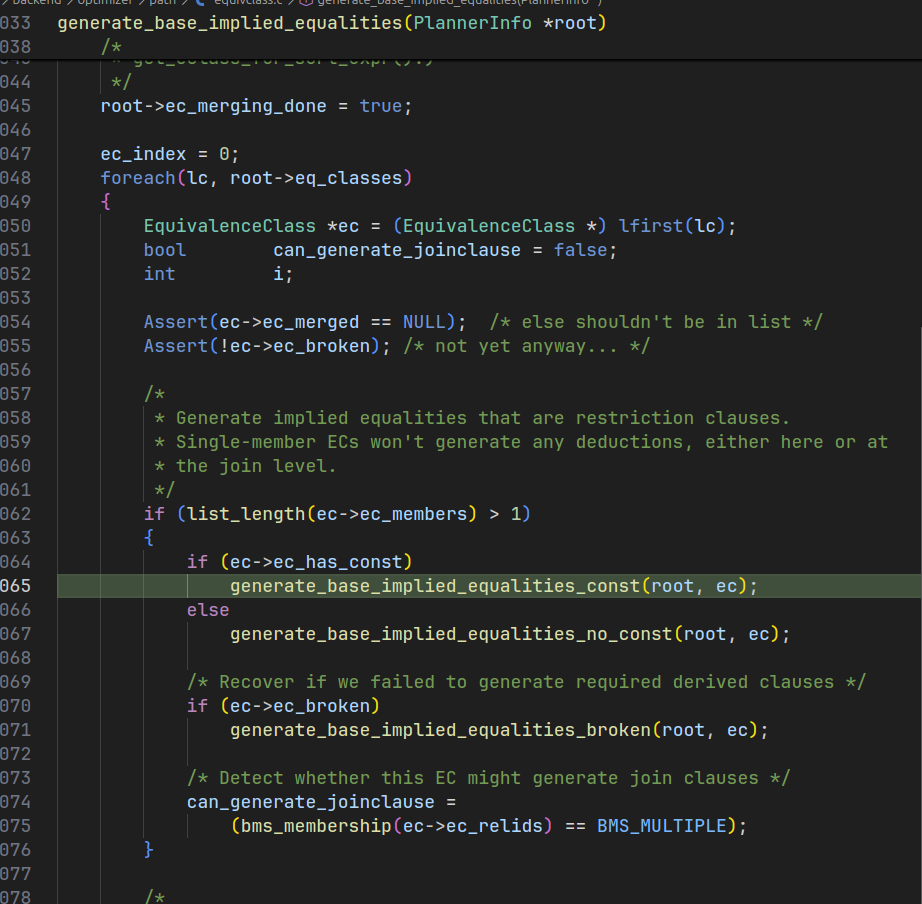 backend > optimizer > path > equivclass.c > generate_base_implied_equalities(PlannerInfo *)
033 generate_base_implied_equalities(PlannerInfo *root)
038 /*
043 * get_eclass_for_sort_expr().)
044 */
045 root->ec_merging_done = true;
046
047 ec_index = 0;
048 foreach(lc, root->eq_classes)
049 {
050 EquivalenceClass *ec = (EquivalenceClass *) lfirst(lc);
051 bool can_generate_joinclause = false;
052 int i;
053
054 Assert(ec->ec_merged == NULL); /* else shouldn't be in list */
055 Assert(!ec->ec_broken); /* not yet anyway... */
056
057 /*
058 * Generate implied equalities that are restriction clauses.
059 * Single-member ECs won't generate any deductions, either here or at
060 * the join level.
061 */
062 if (list_length(ec->ec_members) > 1)
063 {
064 if (ec->ec_has_const)
065 generate_base_implied_equalities_const(root, ec);
066 else
067 generate_base_implied_equalities_no_const(root, ec);
068
069 /* Recover if we failed to generate required derived clauses */
070 if (ec->ec_broken)
071 generate_base_implied_equalities_broken(root, ec);
072
073 /* Detect whether this EC might generate join clauses */
074 can_generate_joinclause =
075 (bms_membership(ec->ec_relids) == BMS_MULTIPLE);
076 }
077
078 /*